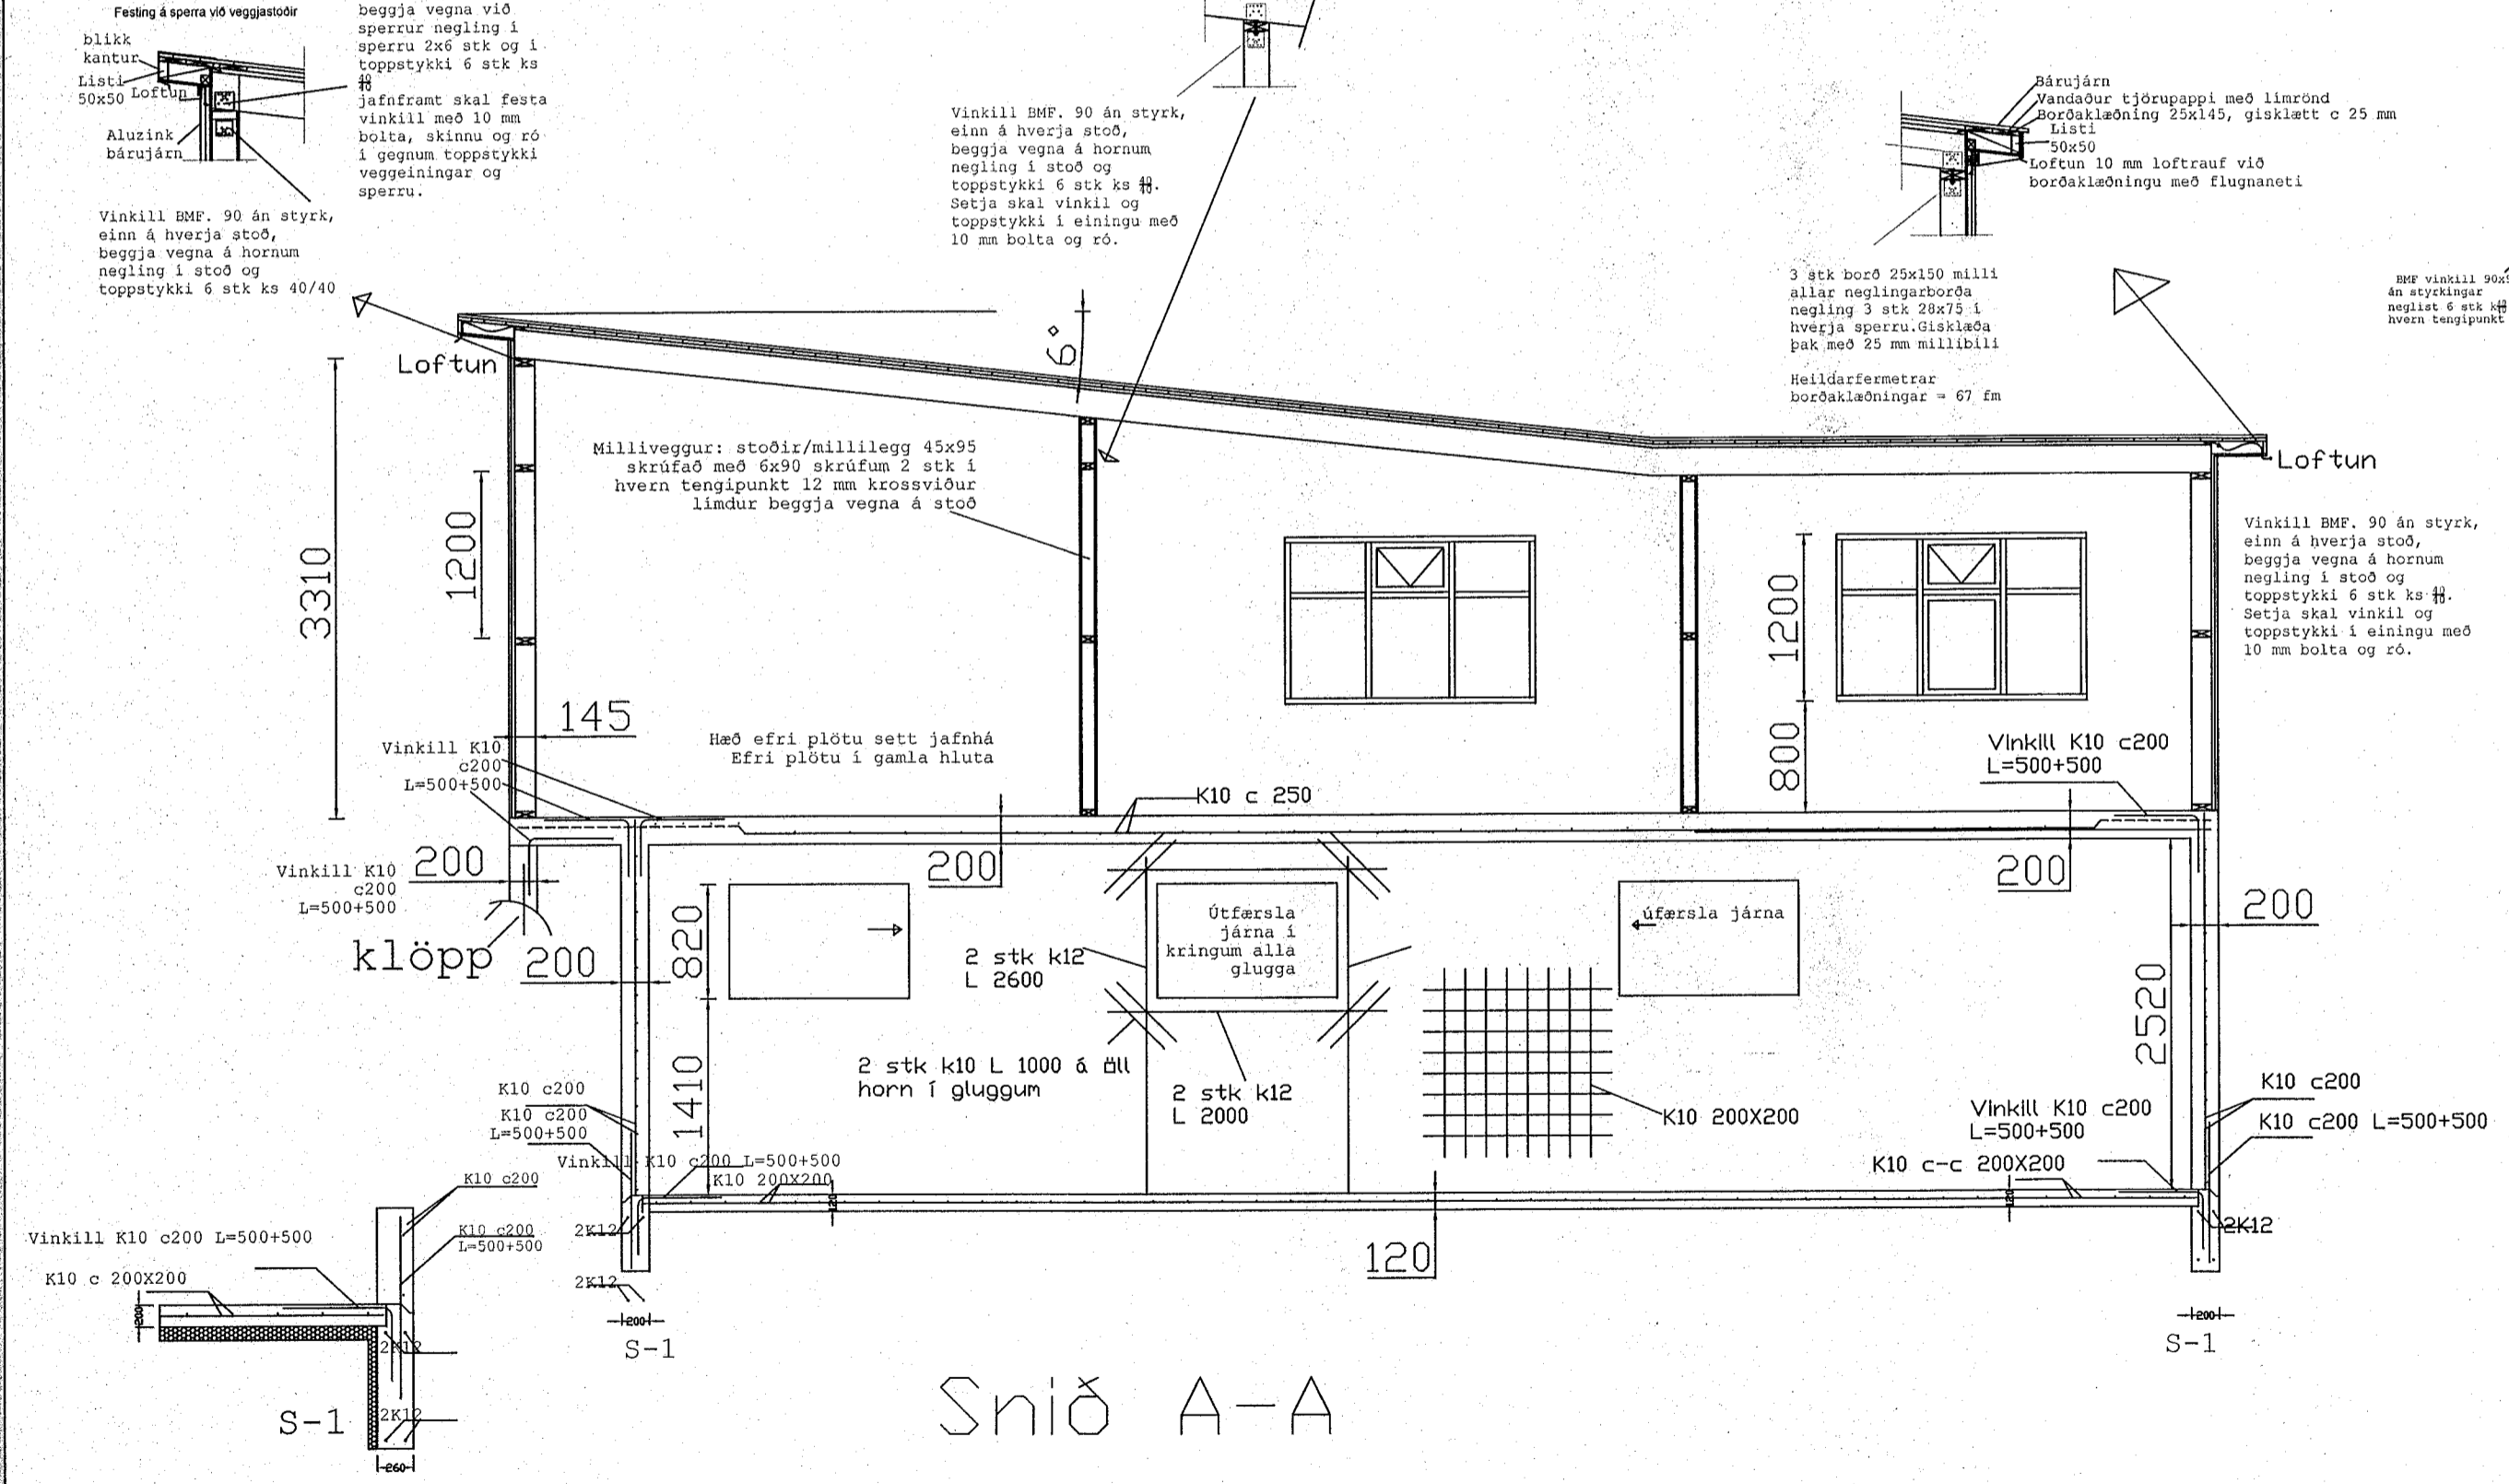 Festing á sperra við veggjastoðir
beggja vegna við
sperrur negling í
sperru 2x6 stk og í
toppstykki 6 stk ks
40
40
jafnframt skal festa
vinkill með 10 mm
bolta, skinnu og ró
í gegnum toppstykki
veggeiningar og
sperru.
blikk
kantur
Listi
50x50
Loftun
Aluzink
bárujárn
Vinkill BMF. 90 án styrk,
einn á hverja stoð,
beggja vegna á hornum
negling í stoð og
toppstykki 6 stk ks 40/40
Vinkill BMF. 90 án styrk,
einn á hverja stoð,
beggja vegna á hornum
negling í stoð og
toppstykki 6 stk ks 40/40.
Setja skal vinkil og
toppstykki í einingu með
10 mm bolta og ró.
Bárujárn
Vandaður tjörupappi með límrönd
Borðaklæðning 25x145, gisklætt c 25 mm
Listi
50x50
Loftun 10 mm loftrauf við
borðaklæðningu með flugnaneti
3 stk borð 25x150 milli
allar neglingarborða
negling 3 stk 28x75 í
hverja sperru.Gisklæða
þak með 25 mm millibili
Heildarfermetrar
borðaklæðningar = 67 fm
BMF vinkill
án styrkingar
neglist 6 stk
hvern tengipunkt
Loftun
6°
Loftun
Milliveggur: stoðir/millilegg 45x95
skrúfað með 6x90 skrúfum 2 stk í
hvern tengipunkt 12 mm krossviður
límdur beggja vegna á stoð
3310
1200
145
1200
800
Vinkill BMF. 90 án styrk,
einn á hverja stoð,
beggja vegna á hornum
negling í stoð og
toppstykki 6 stk ks 40/40.
Setja skal vinkil og
toppstykki í einingu með
10 mm bolta og ró.
Hæð efri plötu sett jafnhá
Efri plötu í gamla hluta
Vinkill K10
c200
L=500+500
K10 c 250
Vinkill K10 c200
L=500+500
Vinkill K10
c200
L=500+500
200
klöpp
200
200
200
200
820
1410
2520
Útfærsla
járna í
kringum alla
glugga
úfærsla járna
2 stk k12
L 2600
2 stk k10 L 1000 á öll
horn í gluggum
2 stk k12
L 2000
K10 200X200
K10 c200
K10 c200
L=500+500
Vinkill K10 c200 L=500+500
K10 200X200
120
2K12
2K12
200
S-1
120
Vinkill K10 c200
L=500+500
K10 c-c 200X200
120
K10 c200
K10 c200 L=500+500
2K12
200
S-1
K10 c200
K10 c200
L=500+500
Vinkill K10 c200 L=500+500
K10 c 200X200
200
2K12
2K12
S-1
260
Snið A-A